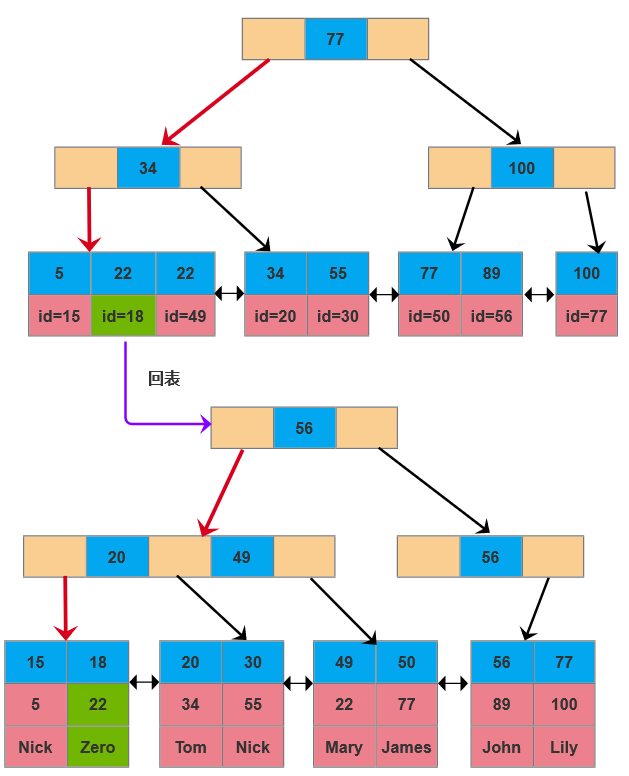 77
34 100
5 22 22 34 55 77 89 100
id=15 id=18 id=49 id=20 id=30 id=50 id=56 id=77
回表
56
20 49 56
15 18 20 30 49 50 56 77
5 22 34 55 22 77 89 100
Nick Zero Tom Nick Mary James John Lily